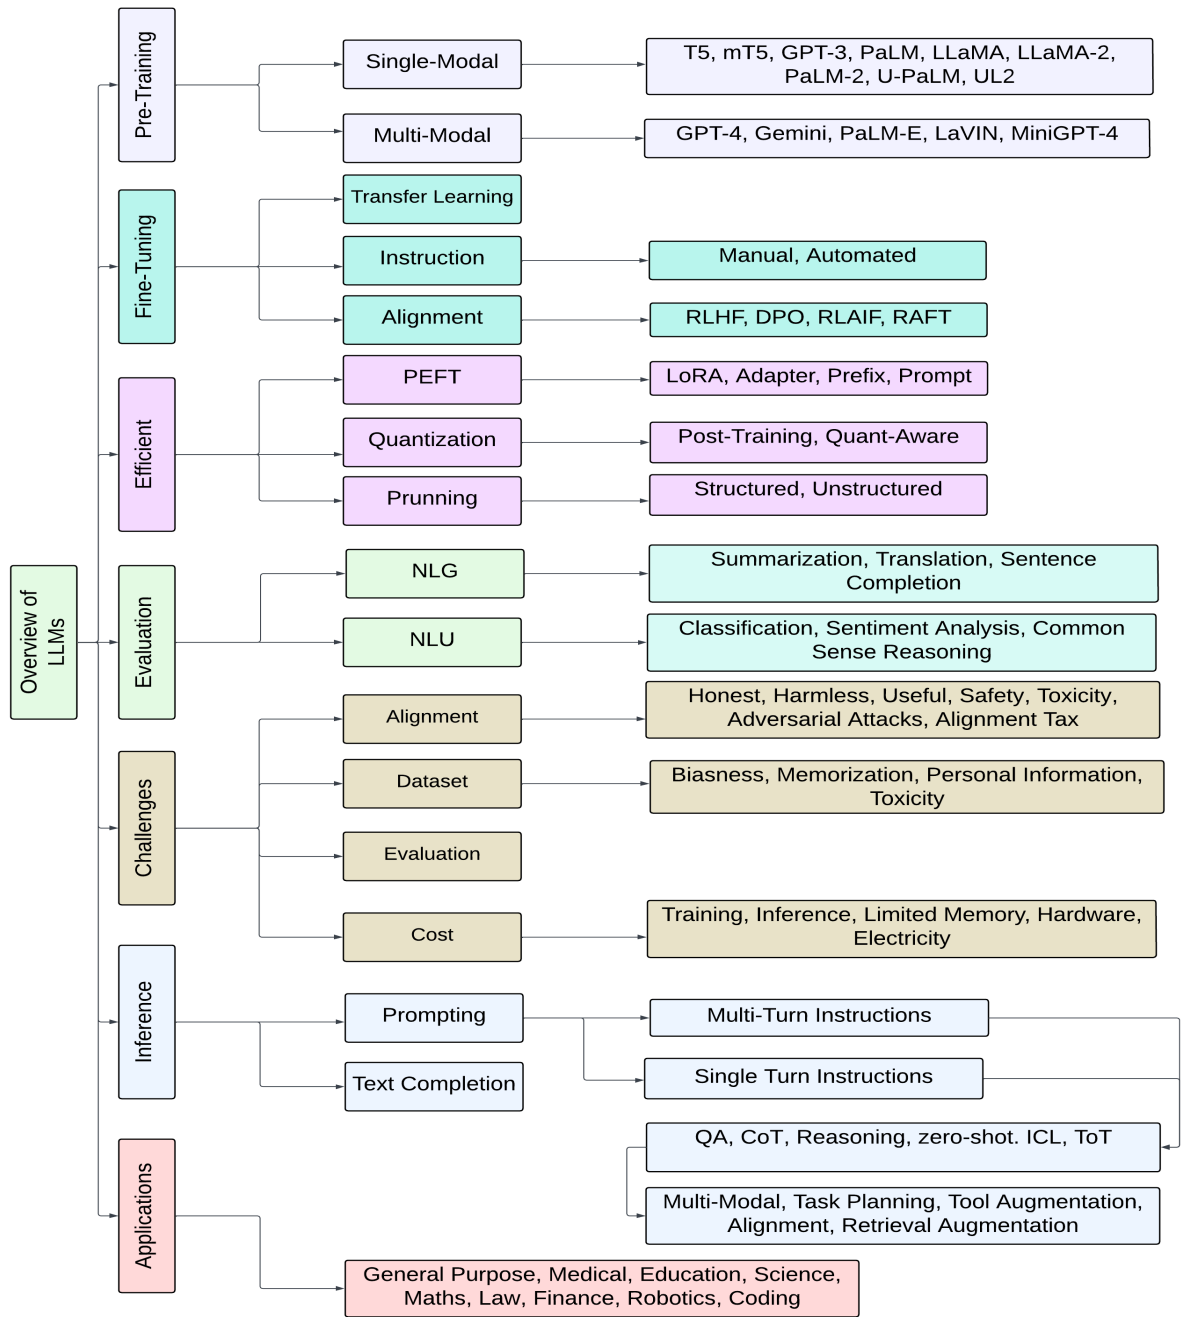 Overview of
LLMs
Pre-Training
Single-Modal
T5, mT5, GPT-3, PaLM, LLaMA, LLaMA-2,
PaLM-2, U-PaLM, UL2
Multi-Modal
GPT-4, Gemini, PaLM-E, LaVIN, MiniGPT-4
Fine-Tuning
Transfer Learning
Instruction
Manual, Automated
Alignment
RLHF, DPO, RLAIF, RAFT
Efficient
PEFT
LoRA, Adapter, Prefix, Prompt
Quantization
Post-Training, Quant-Aware
Prunning
Structured, Unstructured
Evaluation
NLG
Summarization, Translation, Sentence
Completion
NLU
Classification, Sentiment Analysis, Common
Sense Reasoning
Challenges
Alignment
Honest, Harmless, Useful, Safety, Toxicity,
Adversarial Attacks, Alignment Tax
Dataset
Biasness, Memorization, Personal Information,
Toxicity
Evaluation
Cost
Training, Inference, Limited Memory, Hardware,
Electricity
Inference
Prompting
Multi-Turn Instructions
Single Turn Instructions
Text Completion
QA, CoT, Reasoning, zero-shot. ICL, ToT
Multi-Modal, Task Planning, Tool Augmentation,
Alignment, Retrieval Augmentation
Applications
General Purpose, Medical, Education, Science,
Maths, Law, Finance, Robotics, Coding